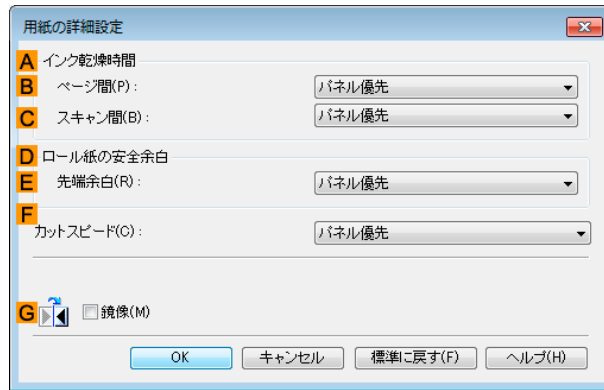 用紙の詳細設定
A インク乾燥時間
B ページ間(P): パネル優先
C スキャン間(B): パネル優先
D ロール紙の安全余白
E 先端余白(R): パネル優先
F
カットスピード(C): パネル優先
G 鏡像(M)
OK キャンセル 標準に戻す(F) ヘルプ(H)